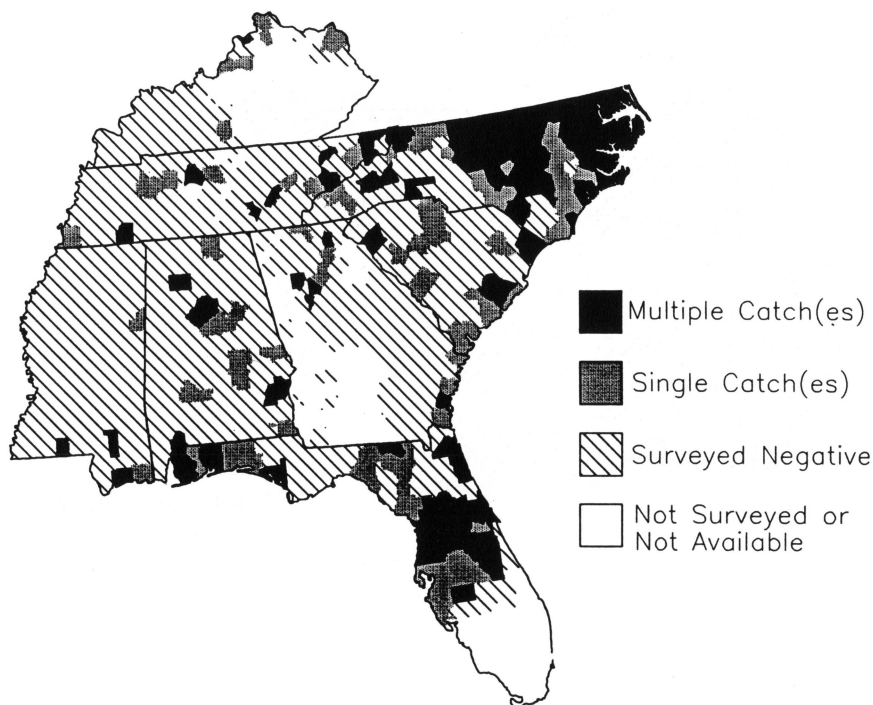 Multiple Catch(es)
Single Catch(es)
Surveyed Negative
Not Surveyed or
Not Available